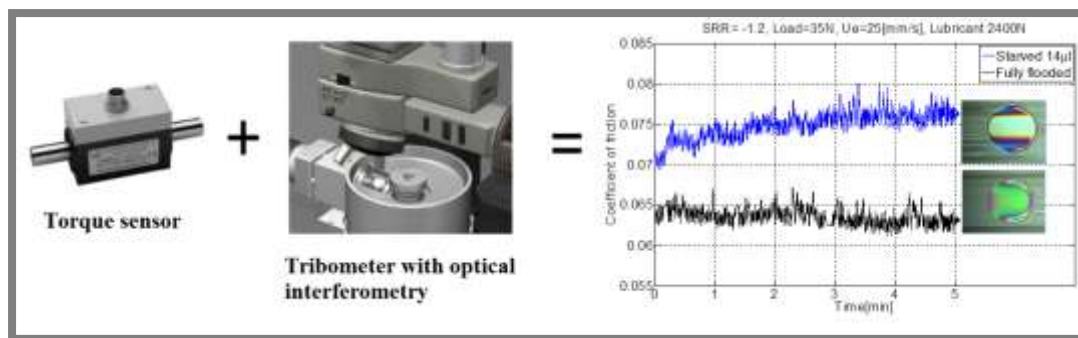 Torque sensor
+
Tribometer with optical
interferometry
=
SRR= -1.2, Load=35N, Ue=25[mm/s], Lubricant 2400N
Starved 14μl
Fully flooded
Coefficient of friction
0.085
0.08
0.075
0.07
0.065
0.06
0.055
0 1 2 3 4 5
Time[min]